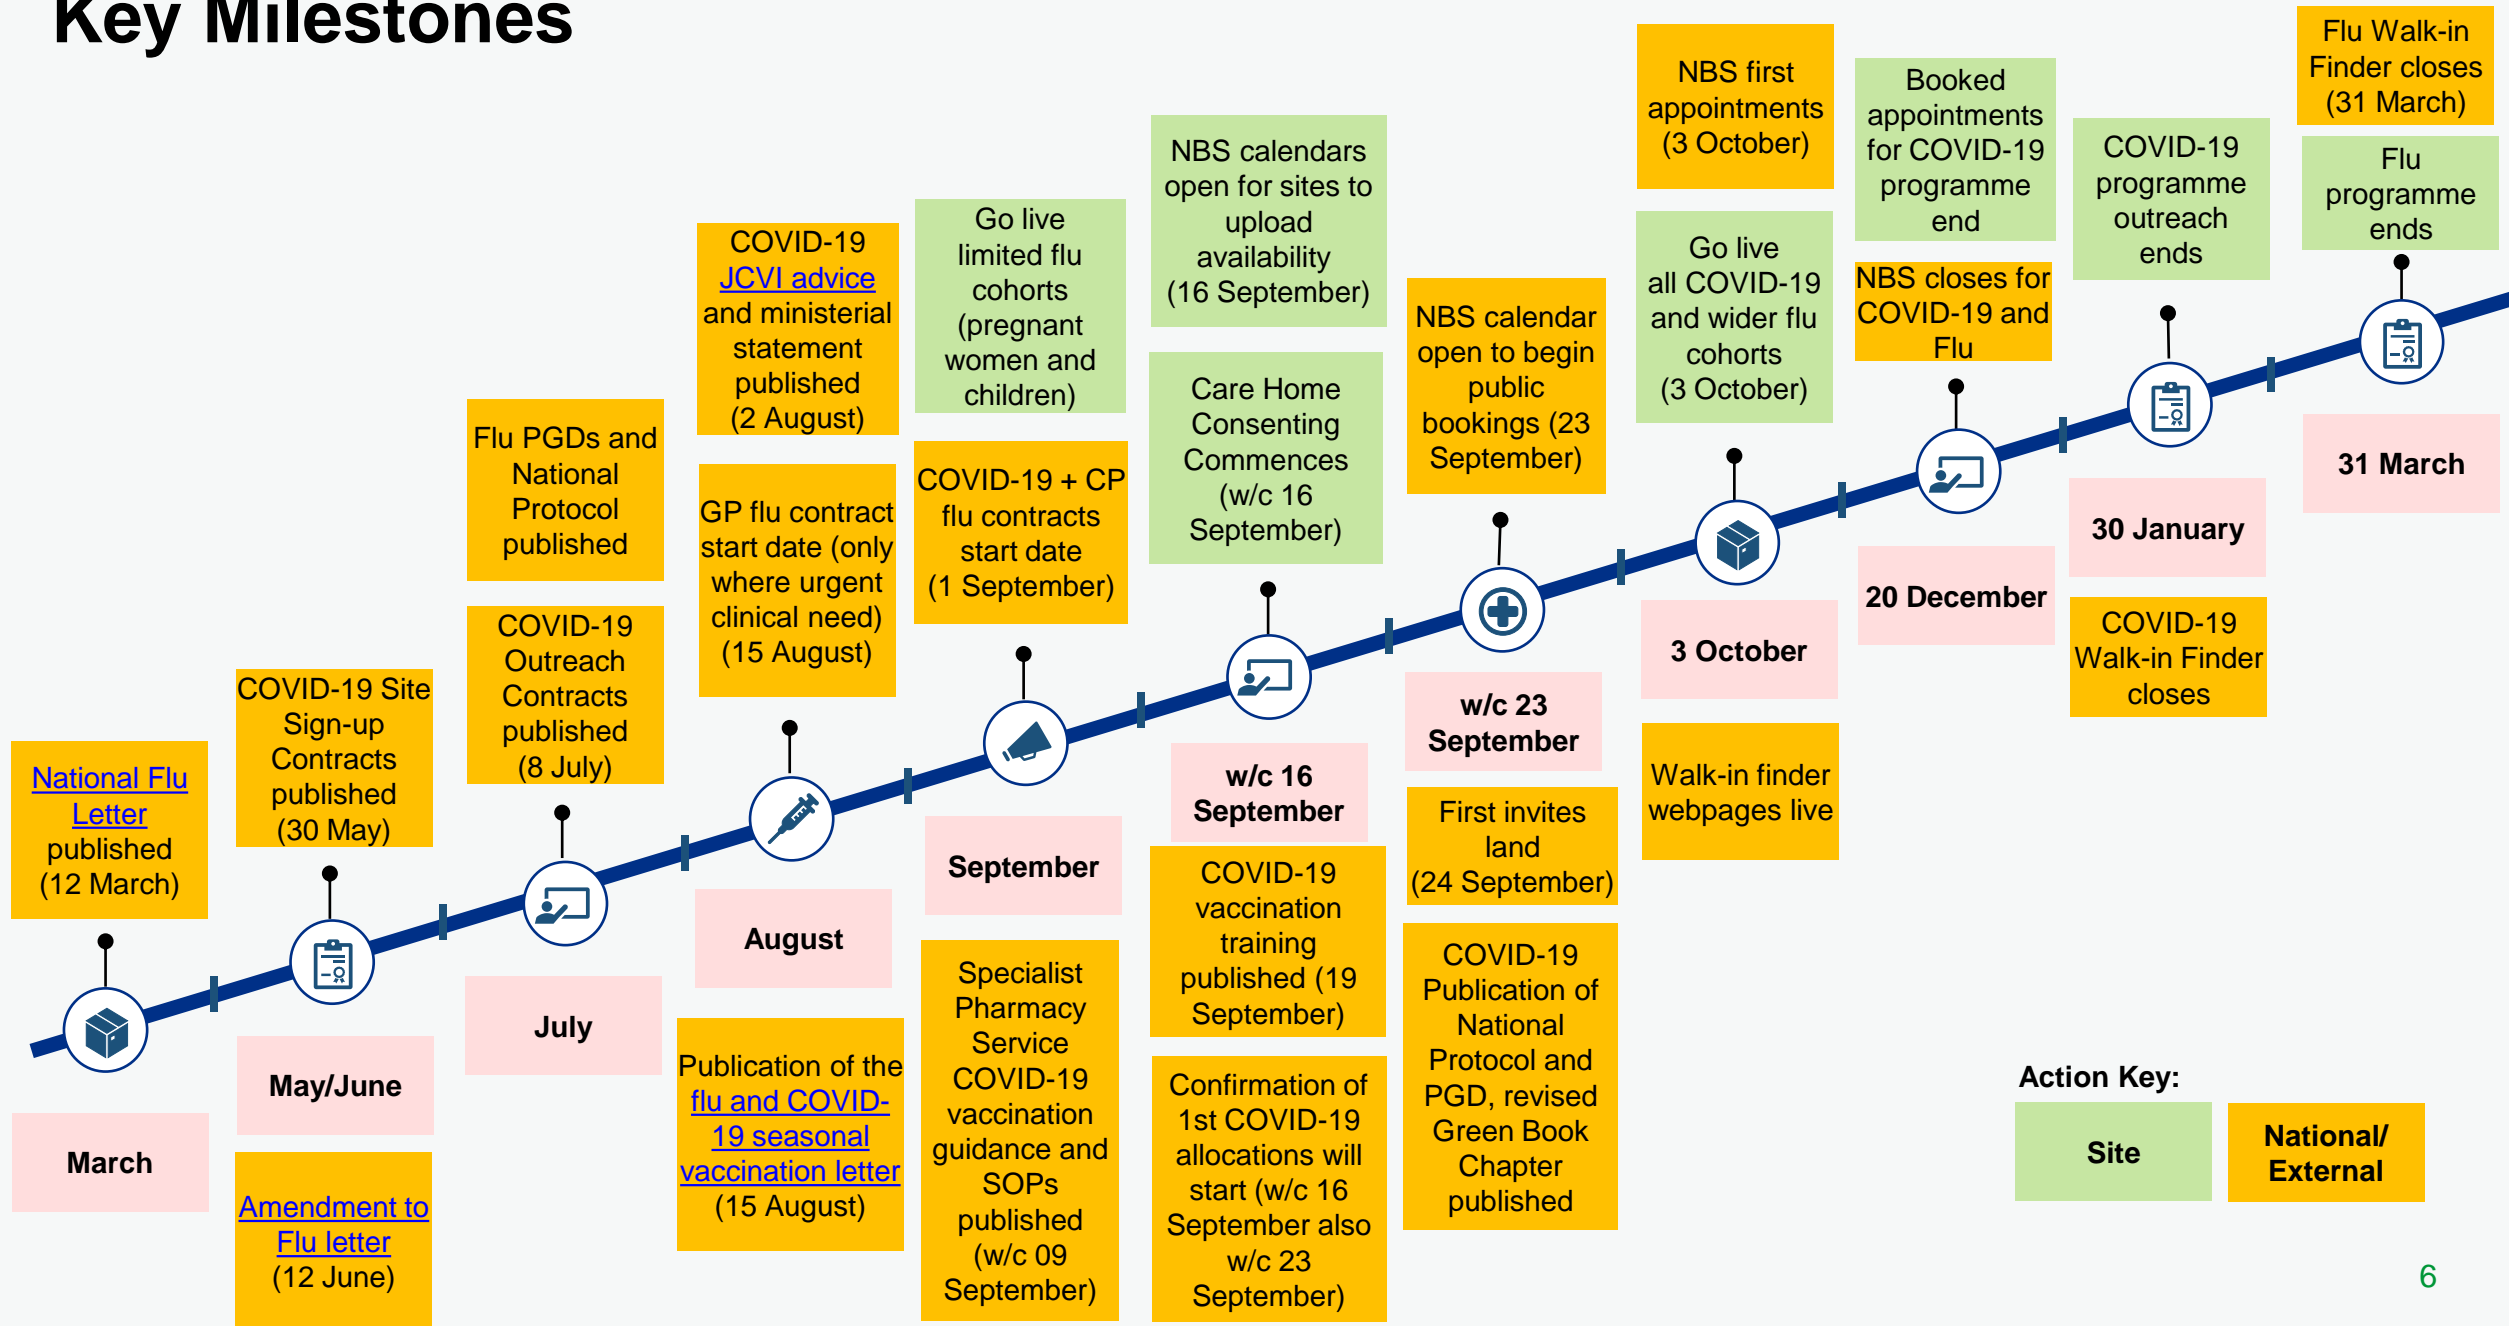 Key Milestones
National Flu
Letter
published
(12 March)
March
COVID-19 Site
Sign-up
Contracts
published
(30 May)
May/June
Amendment to
Flu letter
(12 June)
Flu PGDs and
National
Protocol
published
COVID-19
Outreach
Contracts
published
(8 July)
July
COVID-19
JCVI advice
and ministerial
statement
published
(2 August)
GP flu contract
start date (only
where urgent
clinical need)
(15 August)
August
Publication of the
flu and COVID-
19 seasonal
vaccination letter
(15 August)
Go live
limited flu
cohorts
(pregnant
women and
children)
COVID-19 + CP
flu contracts
start date
(1 September)
September
Specialist
Pharmacy
Service
COVID-19
vaccination
guidance and
SOPs
published
(w/c 09
September)
NBS calendars
open for sites to
upload
availability
(16 September)
Care Home
Consenting
Commences
(w/c 16
September)
w/c 16
September
COVID-19
vaccination
training
published (19
September)
Confirmation of
1st COVID-19
allocations will
start (w/c 16
September also
w/c 23
September)
NBS calendar
open to begin
public
bookings (23
September)
w/c 23
September
First invites
land
(24 September)
COVID-19
Publication of
National
Protocol and
PGD, revised
Green Book
Chapter
published
NBS first
appointments
(3 October)
Go live
all COVID-19
and wider flu
cohorts
(3 October)
3 October
Walk-in finder
webpages live
Booked
appointments
for COVID-19
programme
end
NBS closes for
COVID-19 and
Flu
20 December
COVID-19
programme
outreach
ends
30 January
COVID-19
Walk-in Finder
closes
Flu Walk-in
Finder closes
(31 March)
Flu
programme
ends
31 March
Action Key:
Site
National/
External
6